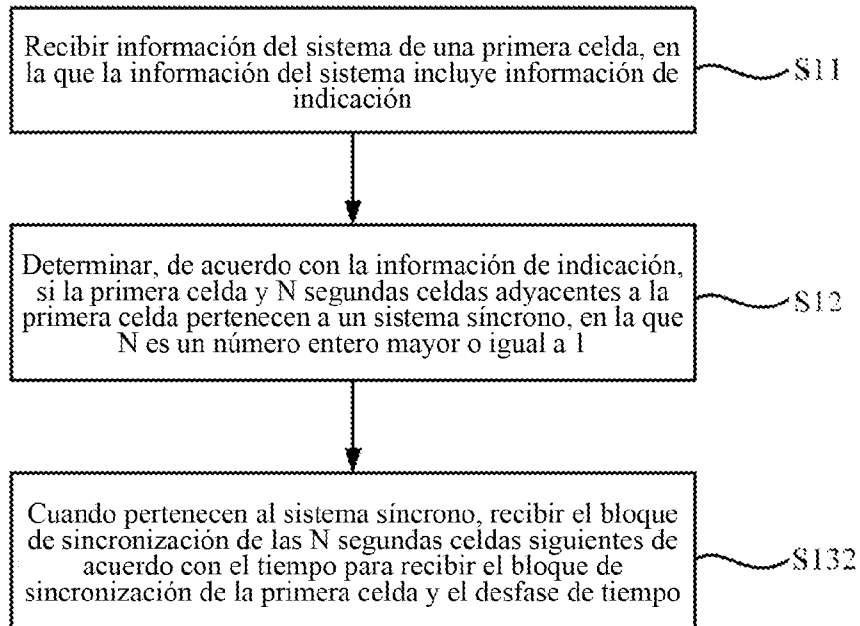 Recibir información del sistema de una primera celda, en
la que la información del sistema incluye información de
indicación
S11
Determinar, de acuerdo con la información de indicación,
si la primera celda y N segundas celdas adyacentes a la
primera celda pertenecen a un sistema síncrono, en la que
N es un número entero mayor o igual a 1
S12
Cuando pertenecen al sistema síncrono, recibir el bloque
de sincronización de las N segundas celdas siguientes de
acuerdo con el tiempo para recibir el bloque de
sincronización de la primera celda y el desfase de tiempo
S132